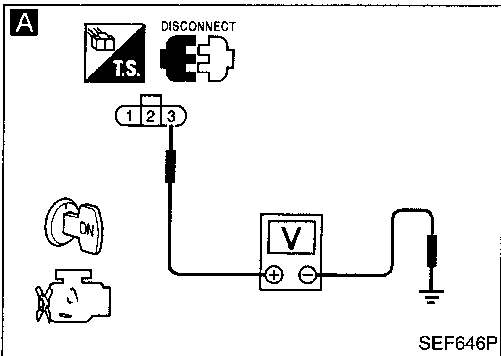 A
DISCONNECT
T.S.
1 2 3
ON
V
+ −
SEF646P